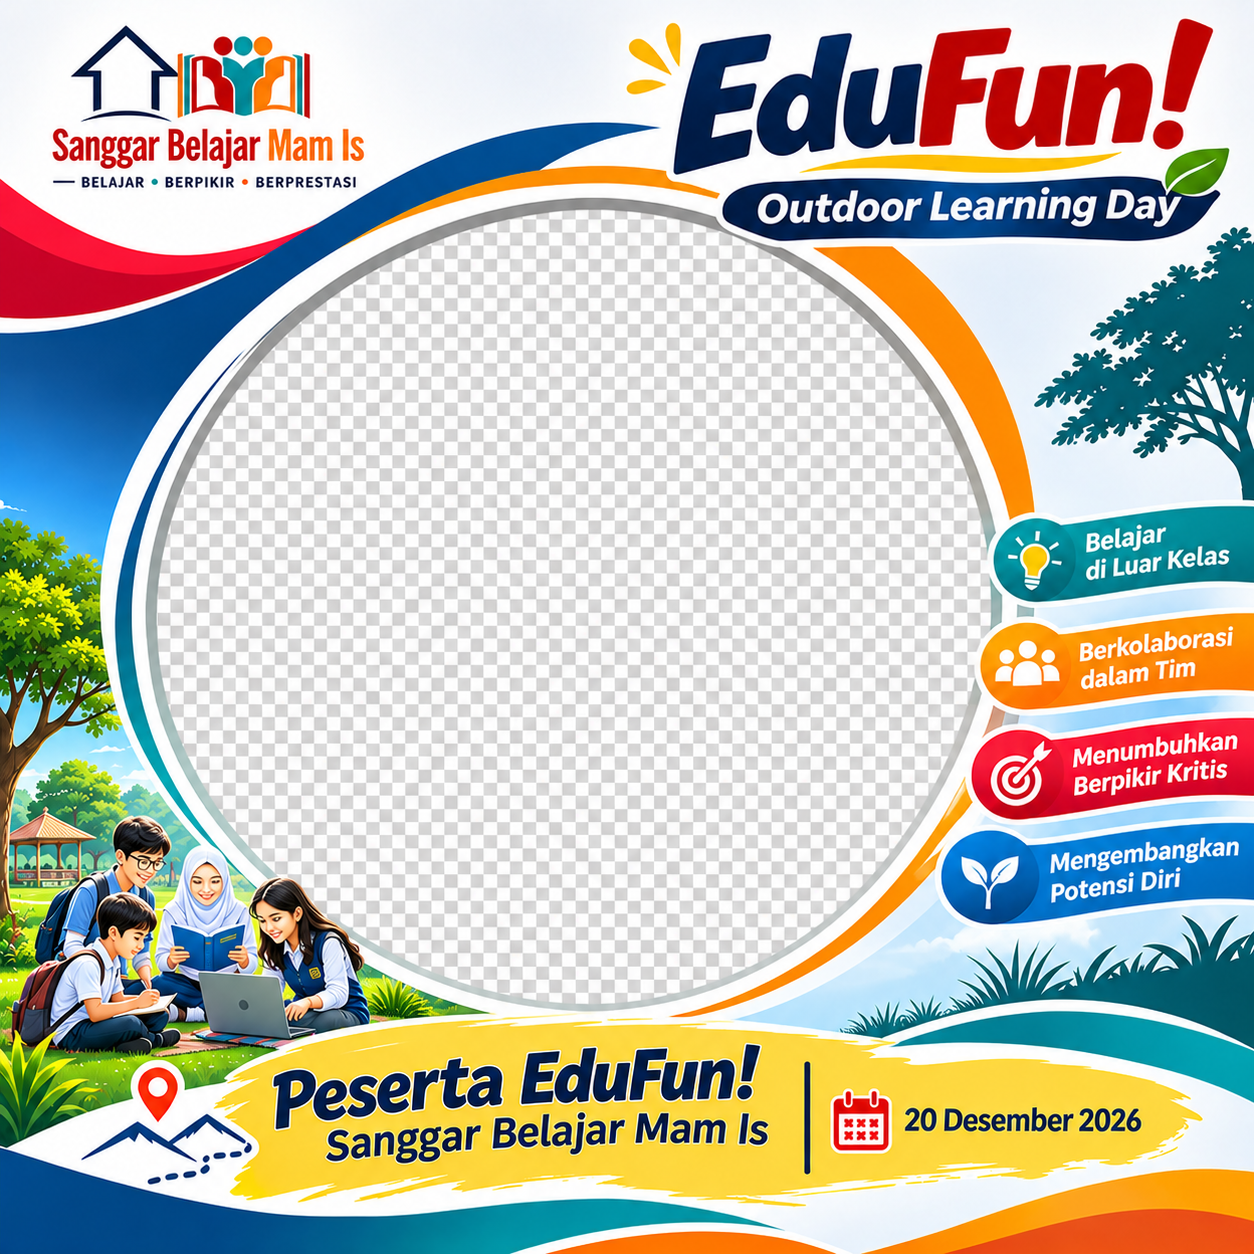 Sanggar Belajar Mam Is
BELAJAR • BERPIKIR • BERPRESTASI
EduFun!
Outdoor Learning Day
Belajar
di Luar Kelas
Berkolaborasi
dalam Tim
Menumbuhkan
Berpikir Kritis
Mengembangkan
Potensi Diri
Peserta EduFun!
Sanggar Belajar Mam Is
20 Desember 2026